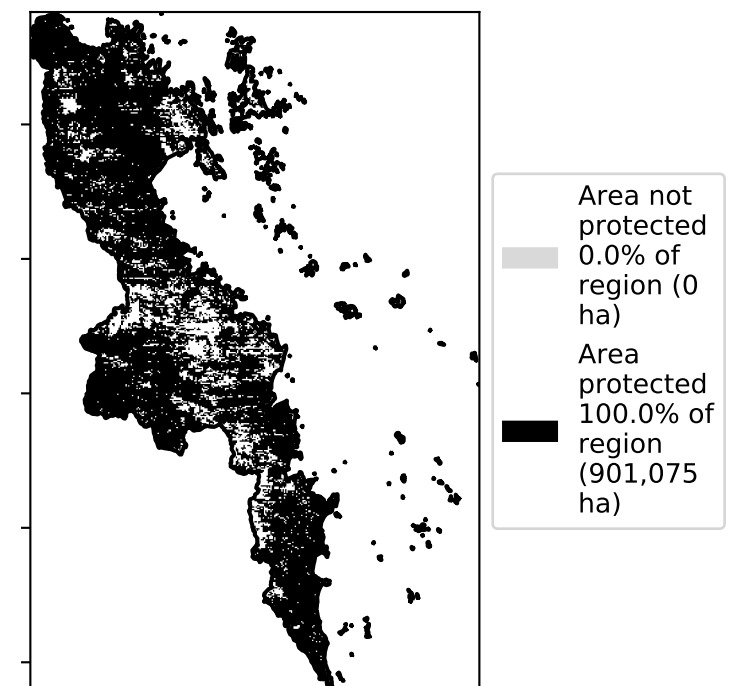 Area not
protected
0.0% of
region (0
ha)
Area
protected
100.0% of
region
(901,075
ha)